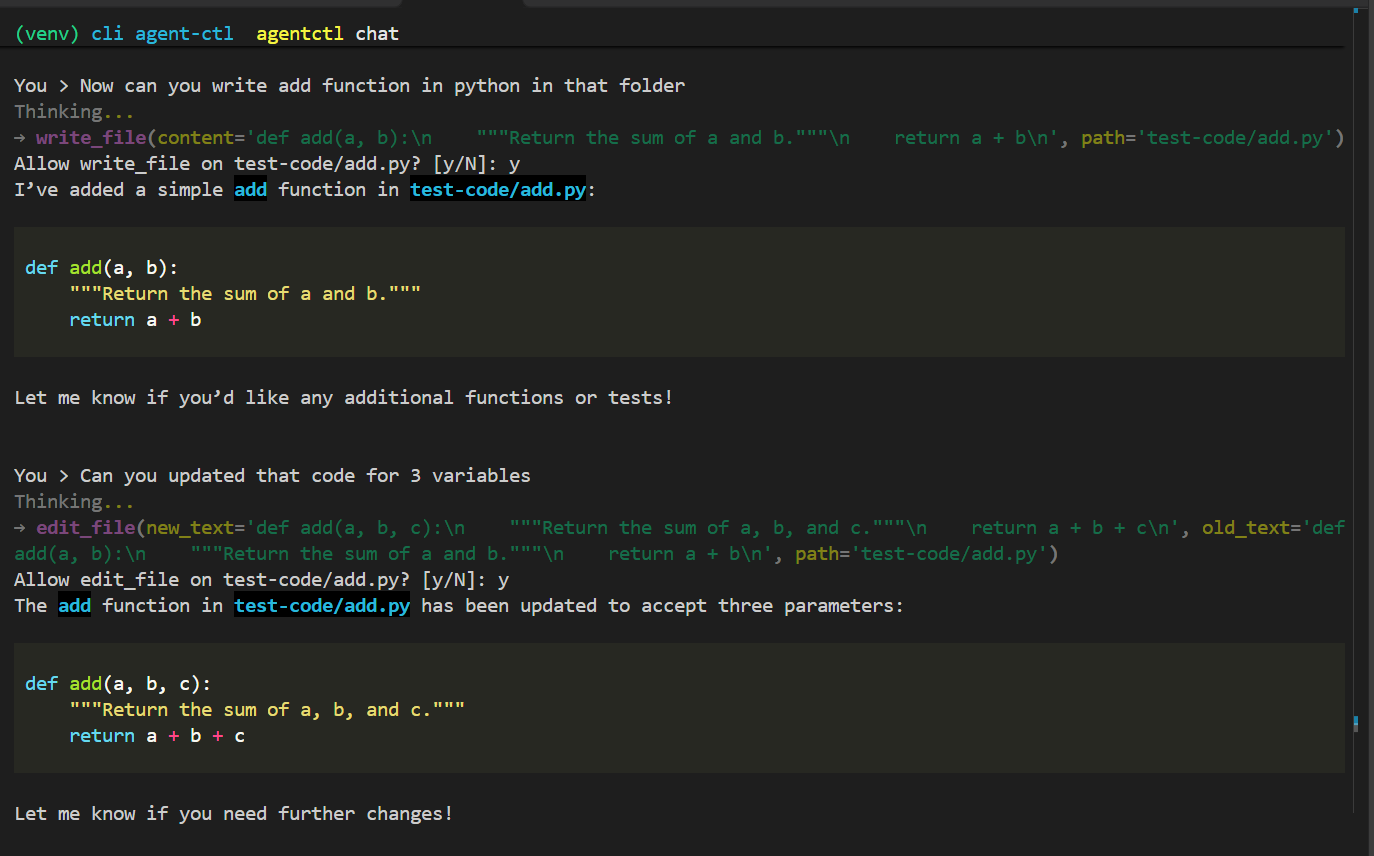 (venv) cli agent-ctl  agentctl chat
You > Now can you write add function in python in that folder
Thinking...
→ write_file(content='def add(a, b):\n    """Return the sum of a and b."""\n    return a + b\n', path='test-code/add.py')
Allow write_file on test-code/add.py? [y/N]: y
I’ve added a simple add function in test-code/add.py:
def add(a, b):
    """Return the sum of a and b."""
    return a + b
Let me know if you’d like any additional functions or tests!
You > Can you updated that code for 3 variables
Thinking...
→ edit_file(new_text='def add(a, b, c):\n    """Return the sum of a, b, and c."""\n    return a + b + c\n', old_text='def
add(a, b):\n    """Return the sum of a and b."""\n    return a + b\n', path='test-code/add.py')
Allow edit_file on test-code/add.py? [y/N]: y
The add function in test-code/add.py has been updated to accept three parameters:
def add(a, b, c):
    """Return the sum of a, b, and c."""
    return a + b + c
Let me know if you need further changes!